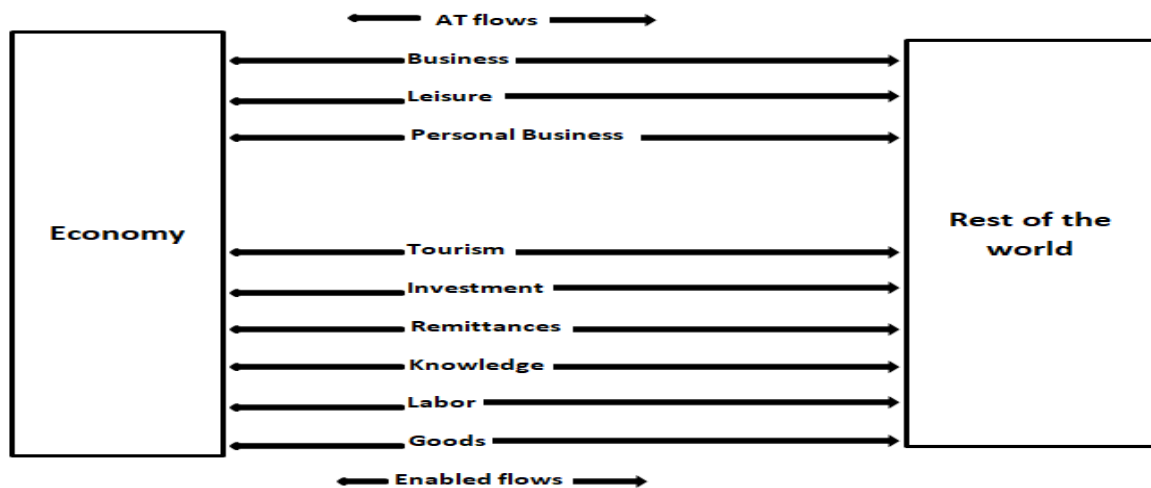 AT flows
Business
Leisure
Personal Business
Economy
Rest of the
world
Tourism
Investment
Remittances
Knowledge
Labor
Goods
Enabled flows